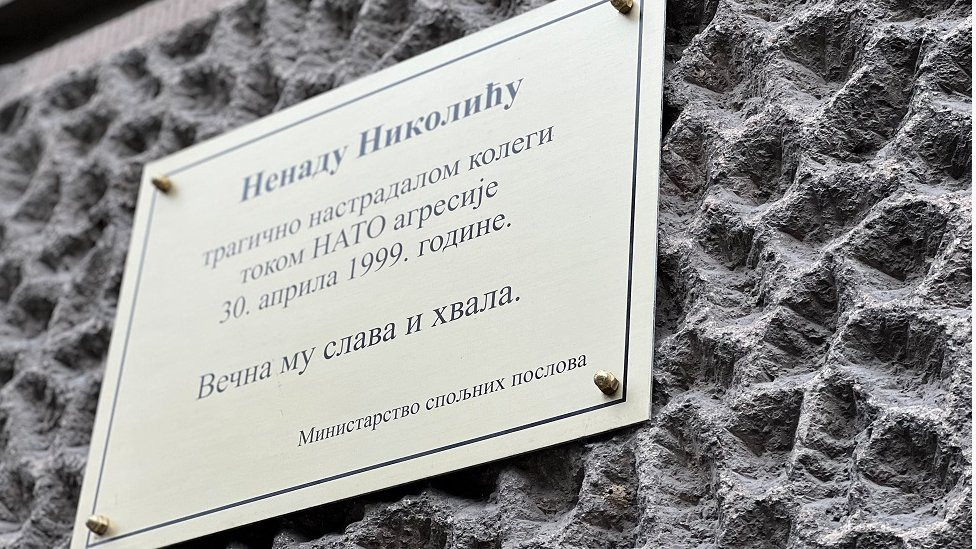 Ненаду Николићу
трагично настрадалом колеги
током НАТО агресије
30. априла 1999. године.
Вечна му слава и хвала.
Министарство спољних послова